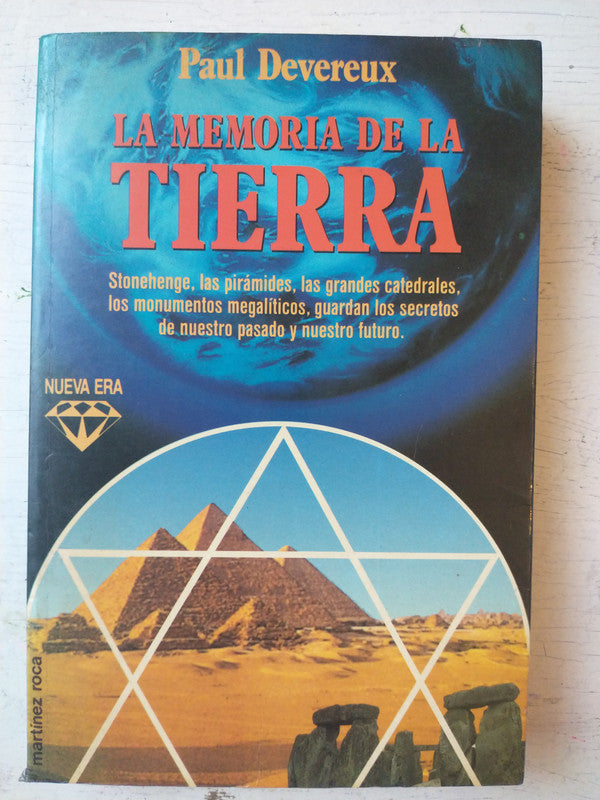 Paul Devereux
LA MEMORIA DE LA
TIERRA
Stonehenge, las pirámides, las grandes catedrales,
los monumentos megalíticos, guardan los secretos
de nuestro pasado y nuestro futuro.
NUEVA ERA
martínez roca